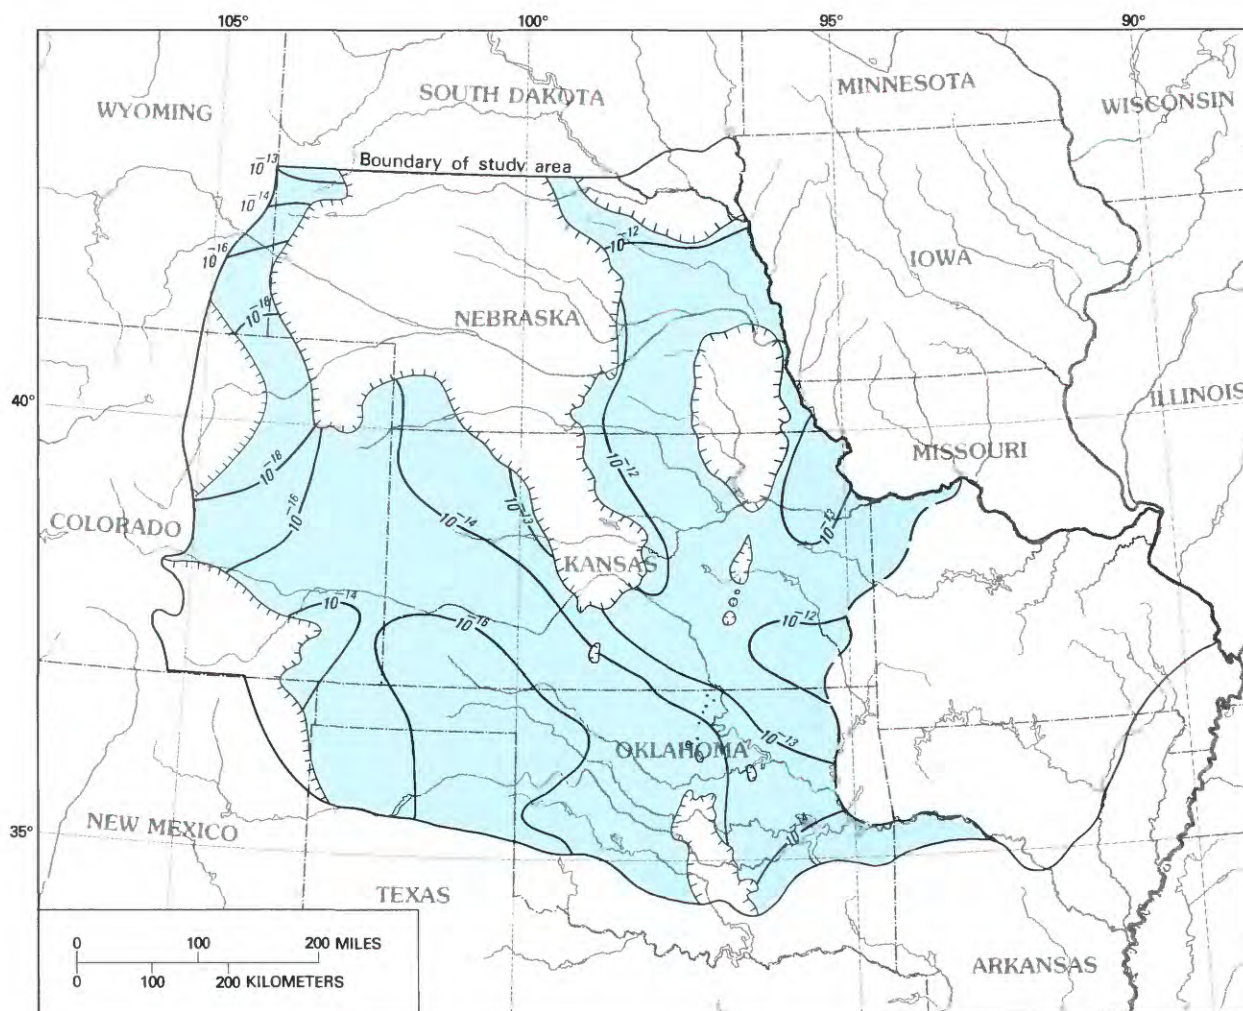 105° 100° 95° 90°
MINNESOTA
SOUTH DAKOTA
WYOMING
WISCONSIN
Boundary of study area
10⁻¹³
10⁻¹⁴
10⁻¹²
10⁻¹⁶
IOWA
10⁻¹⁸
NEBRASKA
40°
ILLINOIS
MISSOURI
10⁻¹⁸
10⁻¹²
10⁻¹⁶
10⁻¹⁴
10⁻¹³
10⁻¹³
COLORADO
KANSAS
10⁻¹⁴
10⁻¹⁶
10⁻¹²
OKLAHOMA
10⁻¹³
35°
NEW MEXICO
10⁻¹⁴
TEXAS
ARKANSAS
0 100 200 MILES
0 100 200 KILOMETERS